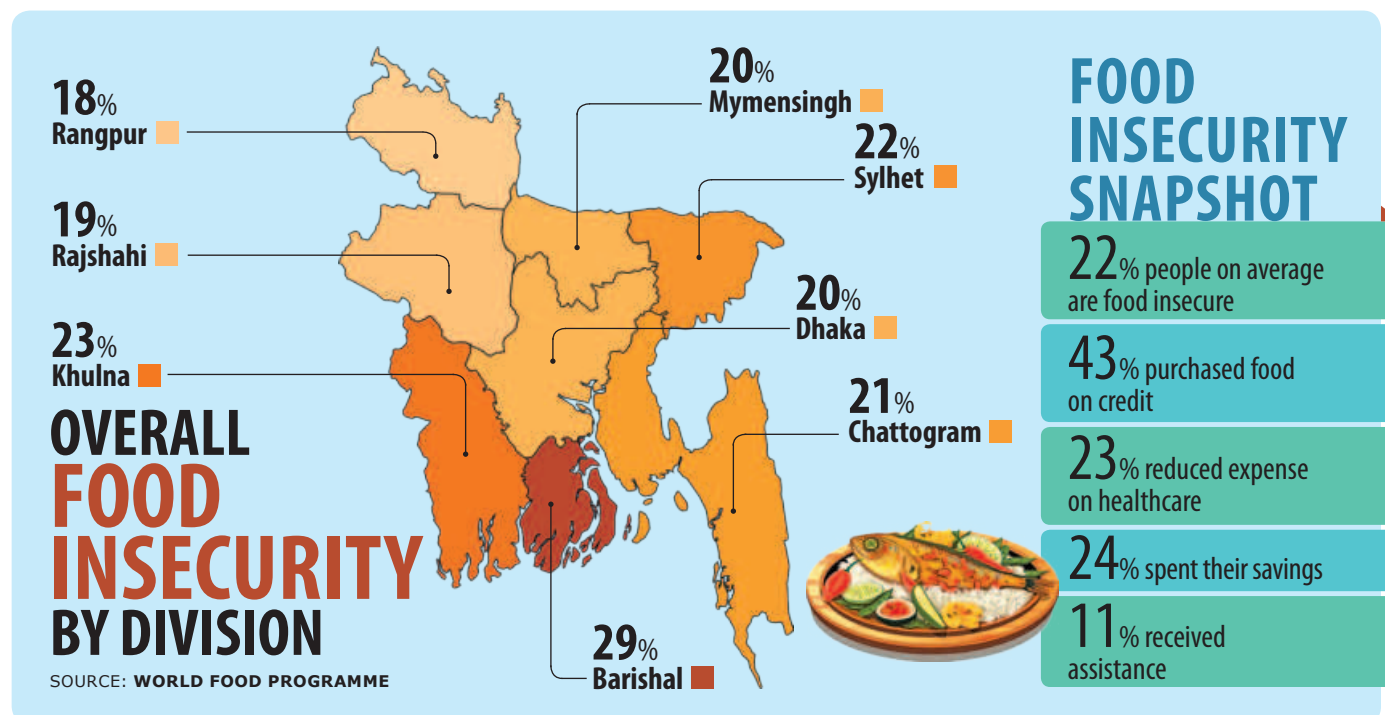 18%
Rangpur
19%
Rajshahi
23%
Khulna
OVERALL
FOOD
INSECURITY
BY DIVISION
SOURCE: WORLD FOOD PROGRAMME
20%
Mymensingh
22%
Sylhet
20%
Dhaka
21%
Chattogram
29%
Barishal
FOOD
INSECURITY
SNAPSHOT
22% people on average
are food insecure
43% purchased food
on credit
23% reduced expense
on healthcare
24% spent their savings
11% received
assistance